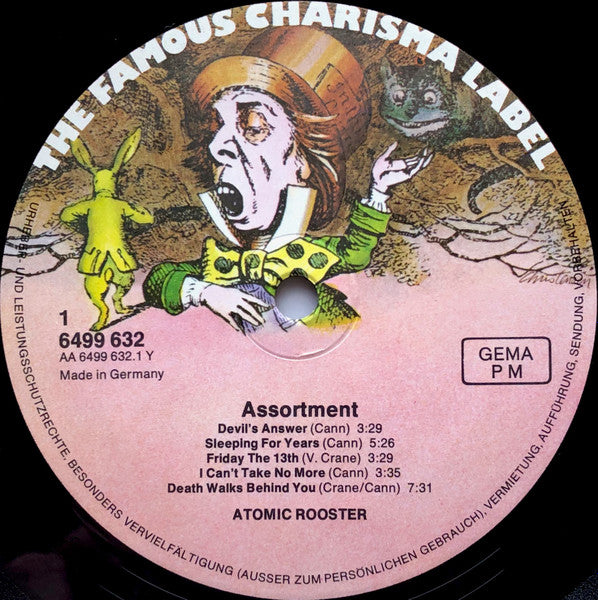 THE FAMOUS CHARISMA LABEL
1
6499 632
AA 6499 632.1 Y
Made in Germany
GEMA
P M
Assortment
Devil's Answer (Cann) 3:29
Sleeping For Years (Cann) 5:26
Friday The 13th (V. Crane) 3:29
I Can't Take No More (Cann) 3:35
Death Walks Behind You (Crane/Cann) 7:31
ATOMIC ROOSTER
URHEBER- UND LEISTUNGSSCHUTZRECHTE, BESONDERS VERVIELFÄLTIGUNG (AUSSER ZUM PERSÖNLICHEN GEBRAUCH), VERMIETUNG, AUFFÜHRUNG, SENDUNG, VORBEHALTEN